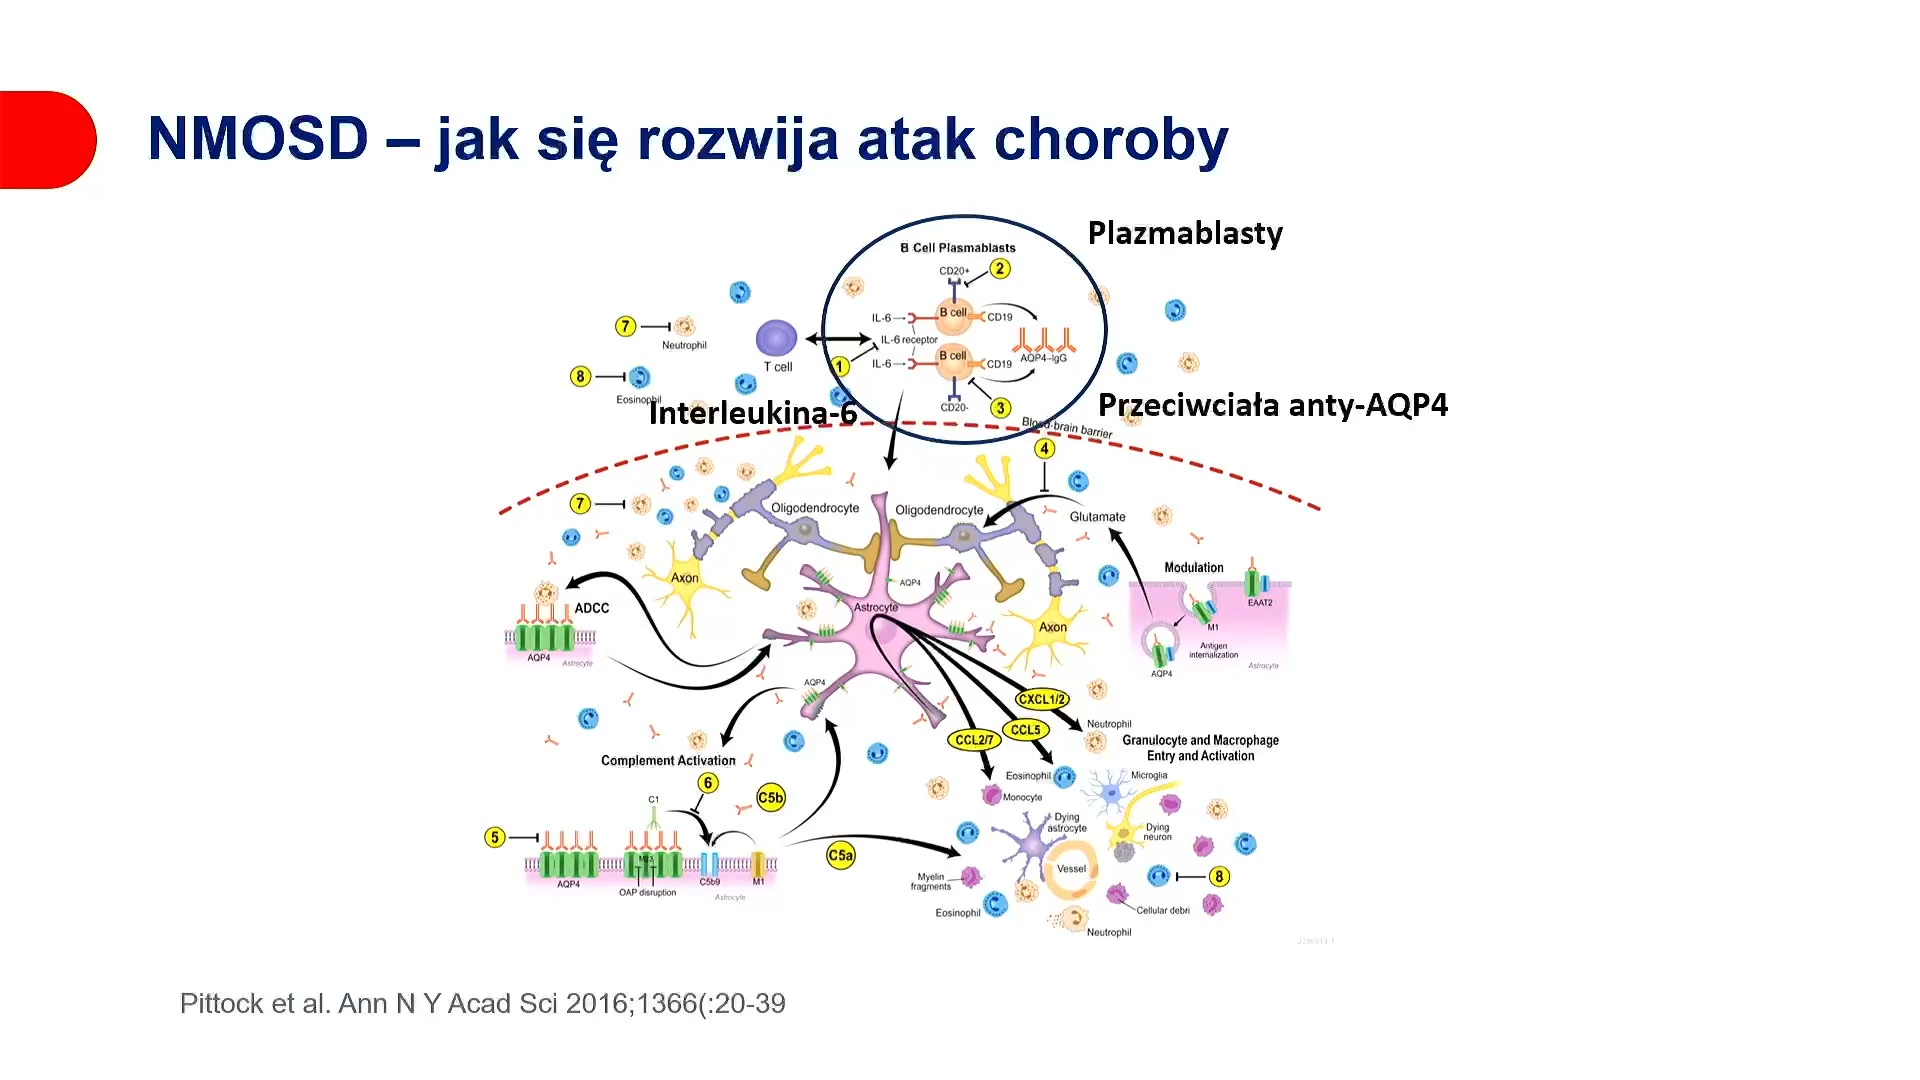 NMOSD – jak się rozwija atak choroby
Plazmablasty
B Cell Plasmablasts
CD20+
2
IL-6
B cell
CD19
7
Neutrophil
IL-6 receptor
T cell
1
IL-6
B cell
CD19
AQP4–IgG
8
Eosinophil
CD20-
3
Interleukina-6
Przeciwciała anty-AQP4
Blood-brain barrier
4
7
Oligodendrocyte
Oligodendrocyte
Glutamate
Axon
AQP4
Astrocyte
Axon
Modulation
EAAT2
M1
Antigen
internalization
AQP4
Astrocyte
ADCC
AQP4
Astrocyte
AQP4
CXCL1/2
CCL5
CCL2/7
Neutrophil
Granulocyte and Macrophage
Entry and Activation
Eosinophil
Microglia
Monocyte
Dying
astrocyte
Dying
neuron
Vessel
Myelin
fragments
Eosinophil
Neutrophil
Cellular debri
8
Complement Activation
6
C5b
C1
5
C5a
M23
AQP4
OAP disruption
C5b9
M1
Astrocyte
Pittock et al. Ann N Y Acad Sci 2016;1366(:20-39